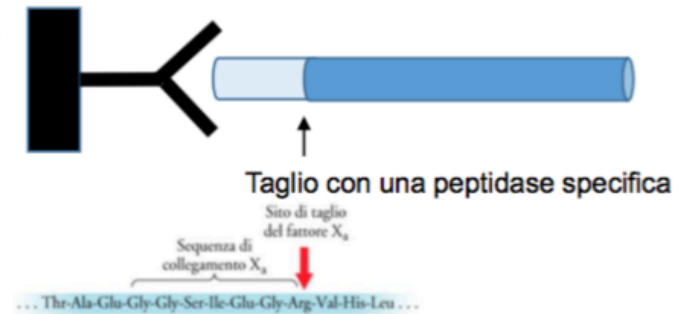 Taglio con una peptidase specifica
Sito di taglio
del fattore Xa
Sequenza di
collegamento Xa
... Thr-Ala-Glu-Gly-Gly-Ser-Ile-Glu-Gly-Arg-Val-His-Leu ...